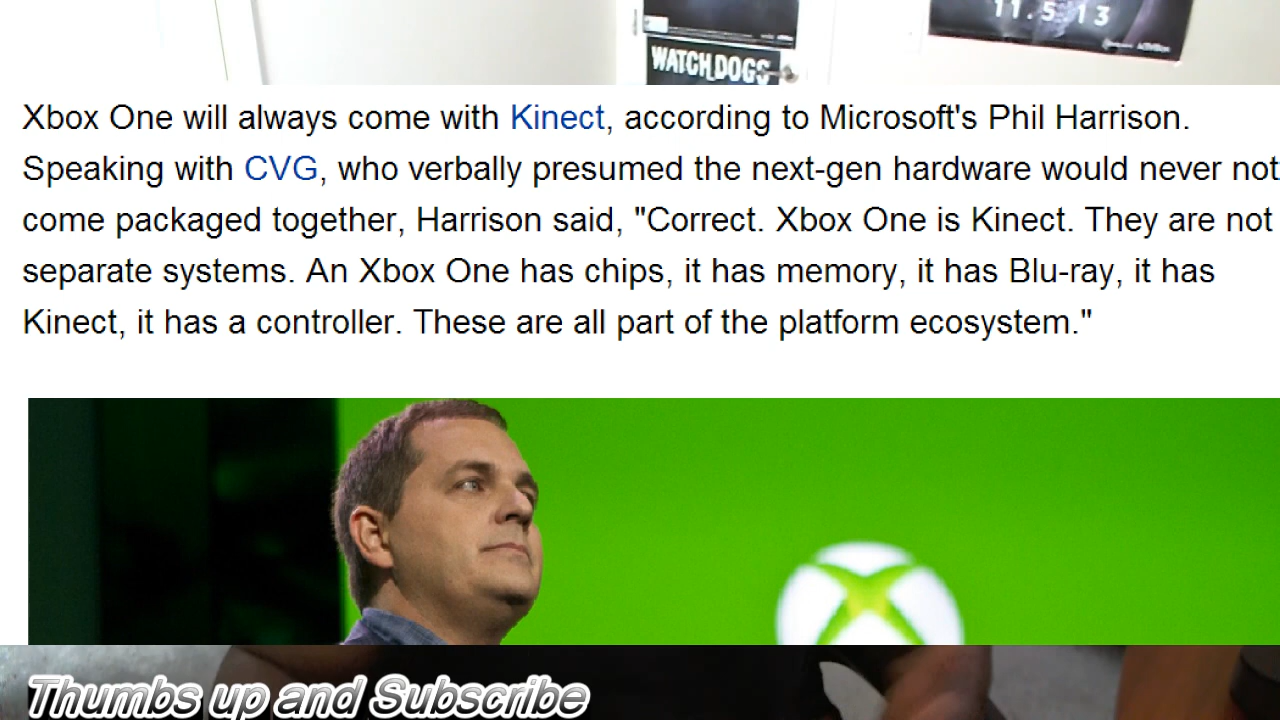 11.5.13
WATCH_DOGS
Xbox One will always come with Kinect, according to Microsoft's Phil Harrison.
Speaking with CVG, who verbally presumed the next-gen hardware would never not
come packaged together, Harrison said, "Correct. Xbox One is Kinect. They are not
separate systems. An Xbox One has chips, it has memory, it has Blu-ray, it has
Kinect, it has a controller. These are all part of the platform ecosystem."
Thumbs up and Subscribe